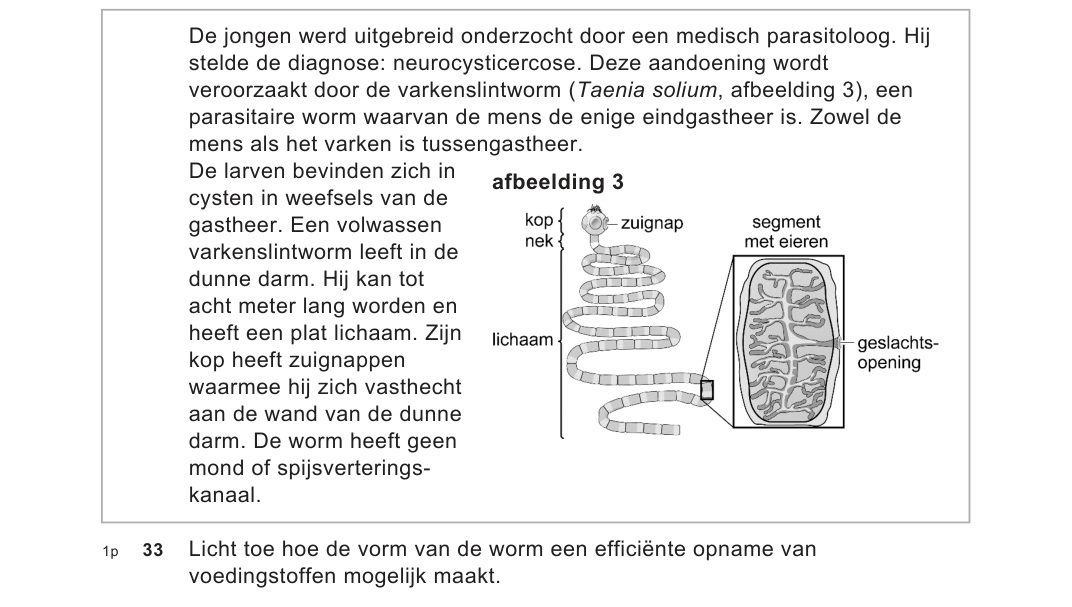 De jongen werd uitgebreid onderzocht door een medisch parasitoloog. Hij
stelde de diagnose: neurocysticercose. Deze aandoening wordt
veroorzaakt door de varkenslintworm (Taenia solium, afbeelding 3), een
parasitaire worm waarvan de mens de enige eindgastheer is. Zowel de
mens als het varken is tussengastheer.
De larven bevinden zich in
cysten in weefsels van de
gastheer. Een volwassen
varkenslintworm leeft in de
dunne darm. Hij kan tot
acht meter lang worden en
heeft een plat lichaam. Zijn
kop heeft zuignappen
waarmee hij zich vasthecht
aan de wand van de dunne
darm. De worm heeft geen
mond of spijsverterings-
kanaal.
afbeelding 3
kop
zuignap
nek
lichaam
segment
met eieren
geslachts-
opening
1p 33 Licht toe hoe de vorm van de worm een efficiënte opname van
voedingstoffen mogelijk maakt.